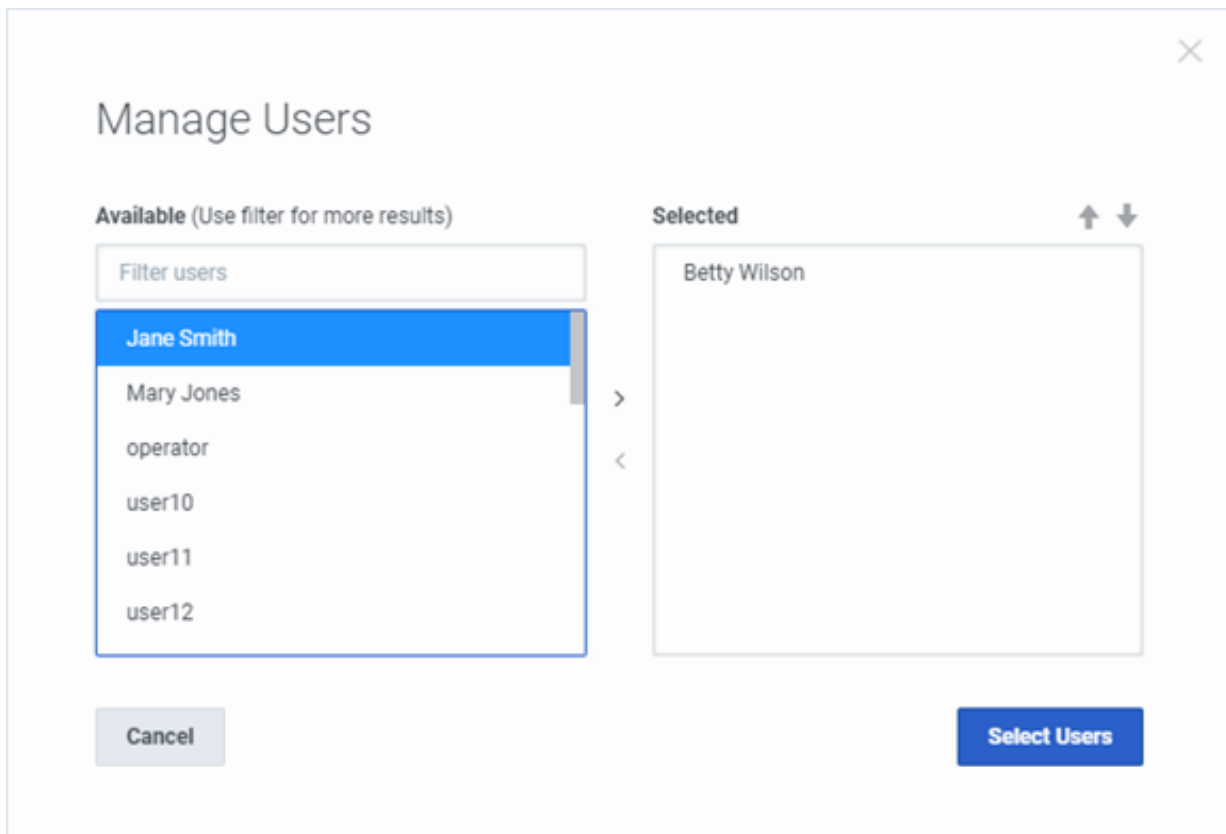 Manage Users
Available (Use filter for more results)
Filter users
Jane Smith
Mary Jones
operator
user10
user11
user12
Selected
Betty Wilson
Cancel
Select Users